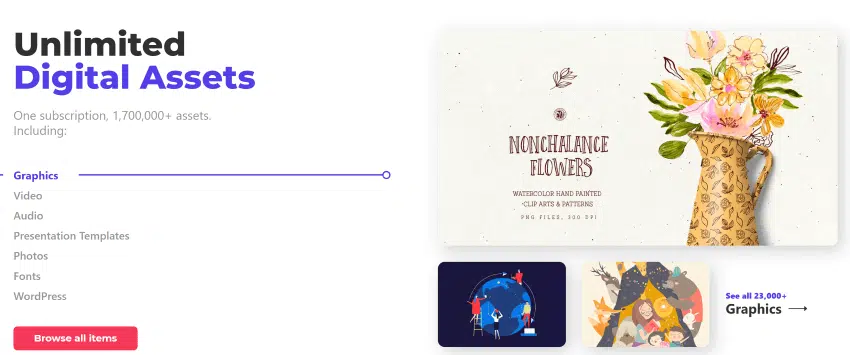 Unlimited
Digital Assets
One subscription, 1,700,000+ assets.
Including:
Graphics
Video
Audio
Presentation Templates
Photos
Fonts
WordPress
Browse all items
NONCHALANCE
FLOWERS
WATERCOLOR HAND PAINTED
•CLIP ARTS & PATTERNS
PNG FILES, 300 DPI
See all 23,000+
Graphics